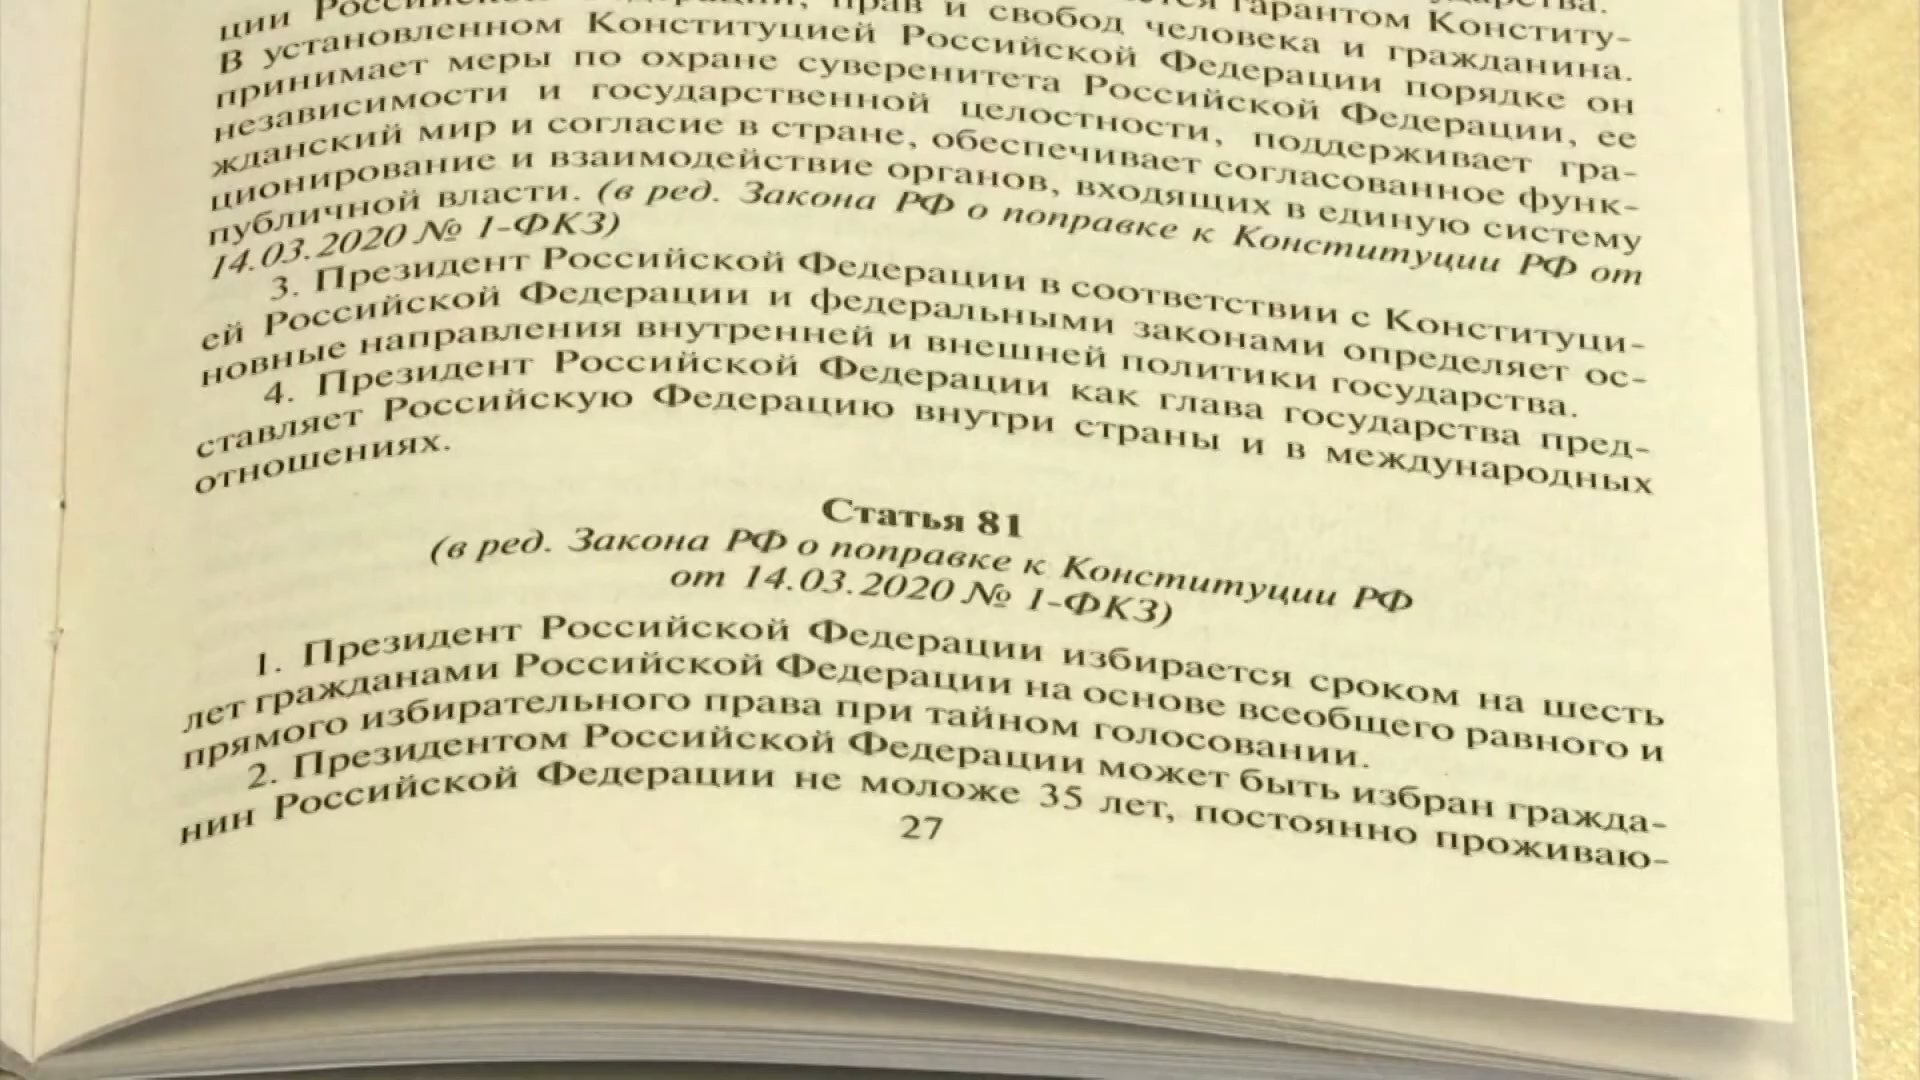 ции Российской Федерации, прав и свобод человека и гражданина.
В установленном Конституцией Российской Федерации порядке он
принимает меры по охране суверенитета Российской Федерации, ее
независимости и государственной целостности, поддерживает гра-
жданский мир и согласие в стране, обеспечивает согласованное функ-
ционирование и взаимодействие органов, входящих в единую систему
публичной власти. (в ред. Закона РФ о поправке к Конституции РФ от
14.03.2020 № 1-ФКЗ)
3. Президент Российской Федерации в соответствии с Конституци-
ей Российской Федерации и федеральными законами определяет ос-
новные направления внутренней и внешней политики государства.
4. Президент Российской Федерации как глава государства пред-
ставляет Российскую Федерацию внутри страны и в международных
отношениях.
Статья 81
(в ред. Закона РФ о поправке к Конституции РФ
от 14.03.2020 № 1-ФКЗ)
1. Президент Российской Федерации избирается сроком на шесть
лет гражданами Российской Федерации на основе всеобщего равного и
прямого избирательного права при тайном голосовании.
2. Президентом Российской Федерации может быть избран гражда-
нин Российской Федерации не моложе 35 лет, постоянно проживаю-
27